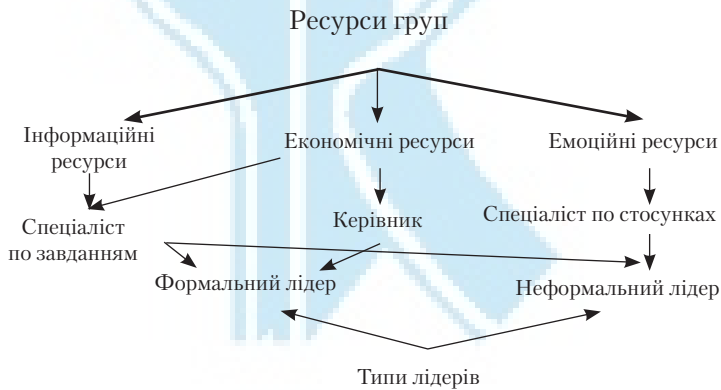 Ресурси груп
Інформаційні
ресурси
Економічні ресурси
Емоційні ресурси
Спеціаліст
по завданням
Керівник
Спеціаліст по стосунках
Формальний лідер
Неформальний лідер
Типи лідерів